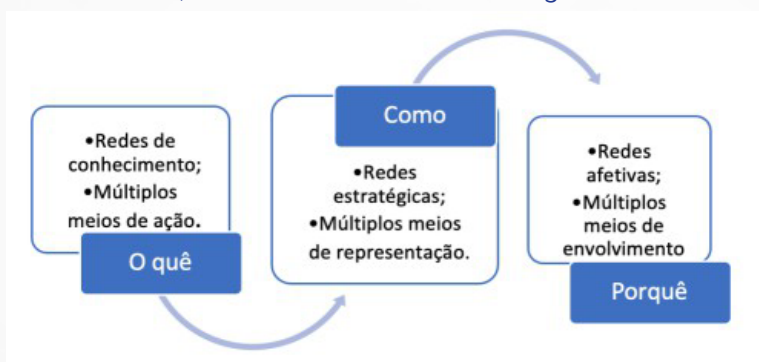 •Redes de
conhecimento;
•Múltiplos
meios de ação.
O quê
Como
•Redes
estratégicas;
•Múltiplos meios
de representação.
•Redes
afetivas;
•Múltiplos
meios de
envolvimento
Porquê